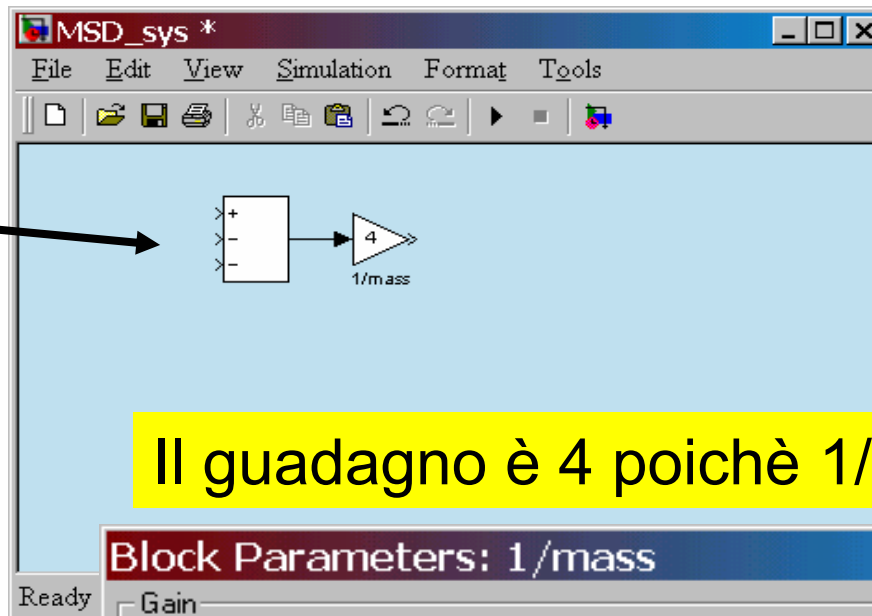 MSD_sys *
File Edit View Simulation Format Tools
+
-
-
4
1/mass
Il guadagno è 4 poichè 1/
Block Parameters: 1/mass
Ready
Gain